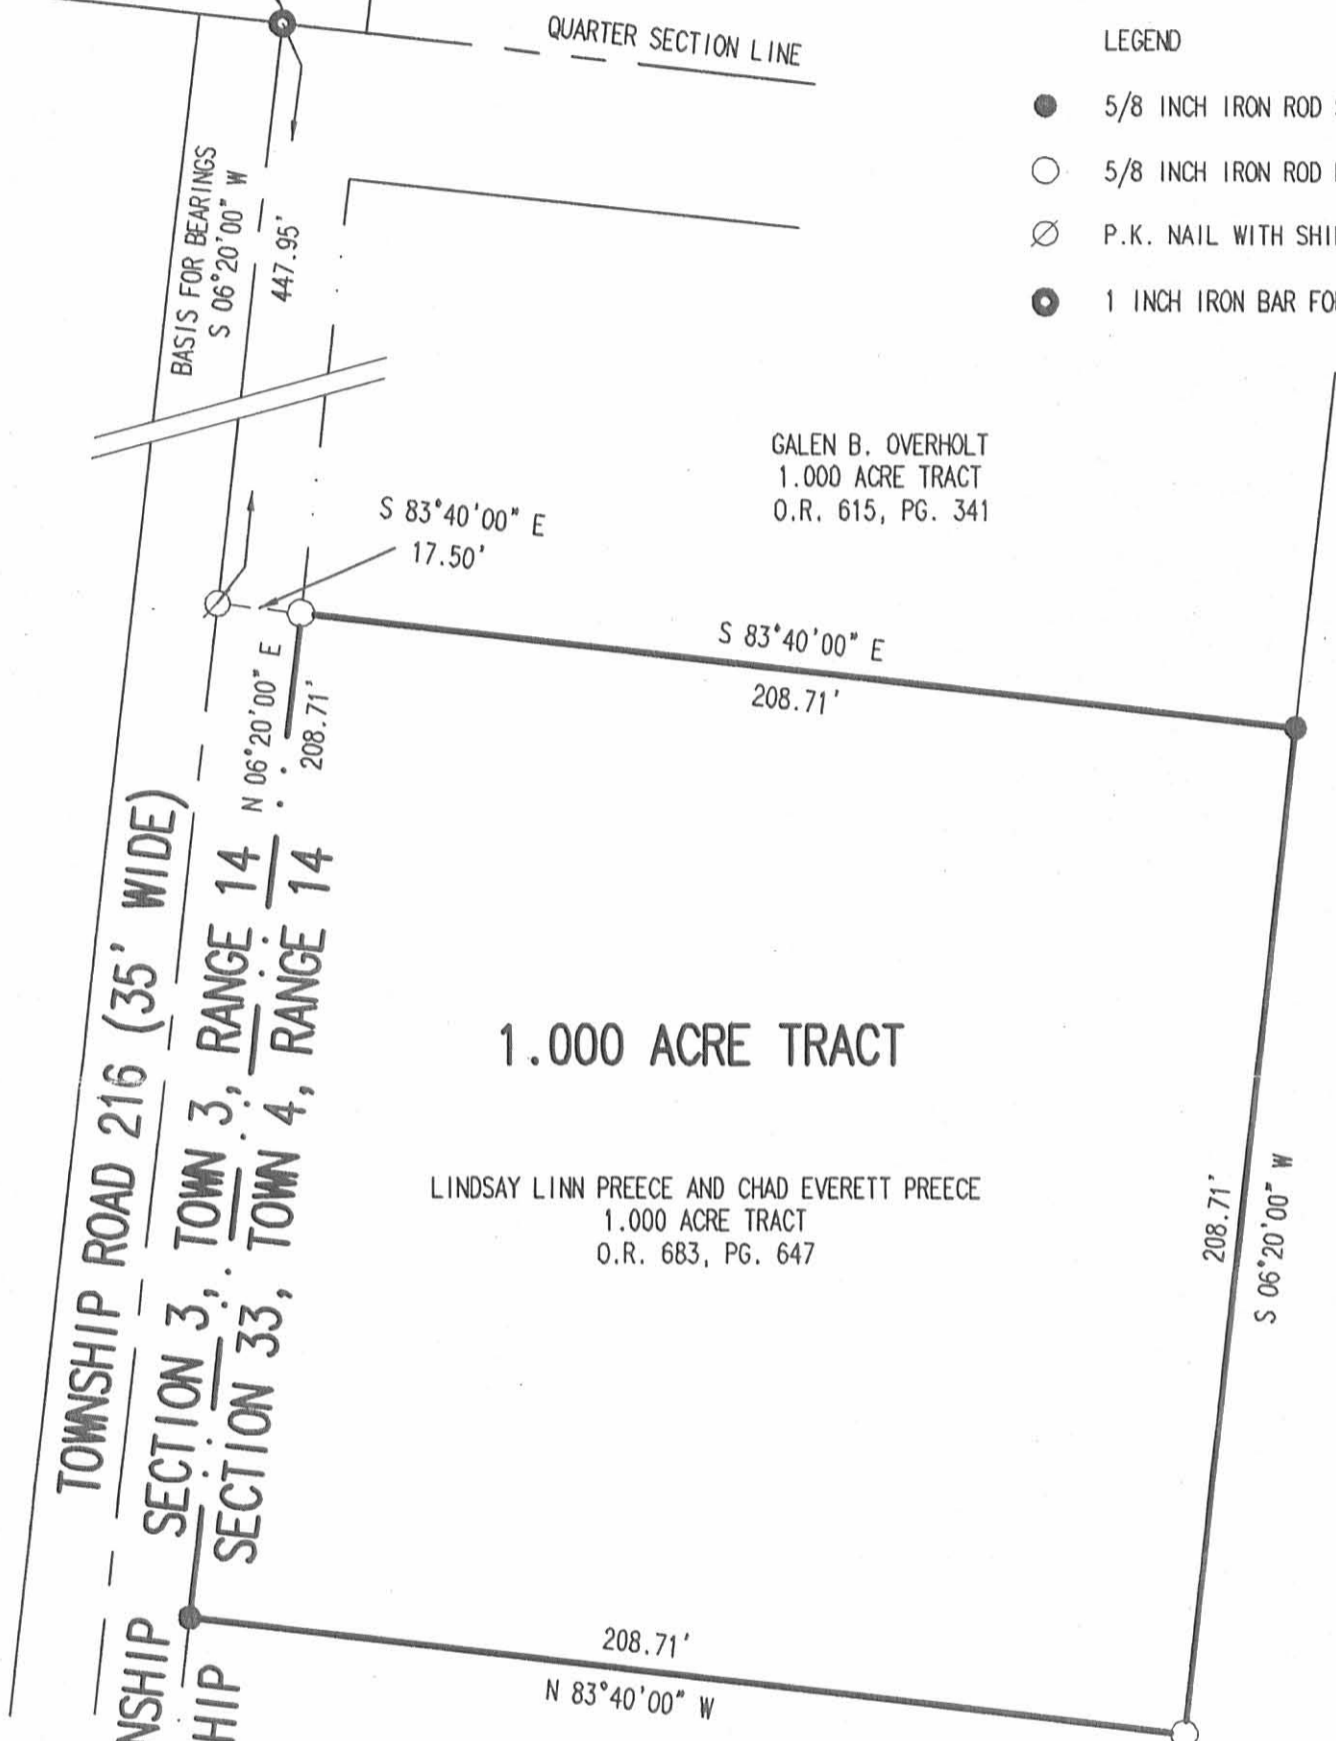 QUARTER SECTION LINE
LEGEND
5/8 INCH IRON ROD
5/8 INCH IRON ROD
P.K. NAIL WITH
1 INCH IRON BAR
BASIS FOR BEARINGS
S 06°20'00" W
447.95'
GALEN B. OVERHOLT
1.000 ACRE TRACT
O.R. 615, PG. 341
S 83°40'00" E
17.50'
S 83°40'00" E
208.71'
N 06°20'00" E
208.71'
TOWNSHIP ROAD 216 (35' WIDE)
SECTION 3, TOWN 3, RANGE 14
SECTION 33, TOWN 4, RANGE 14
1.000 ACRE TRACT
LINDSAY LINN PREECE AND CHAD EVERETT PREECE
1.000 ACRE TRACT
O.R. 683, PG. 647
208.71'
S 06°20'00" W
208.71'
N 83°40'00" W
NSHIP
HIP